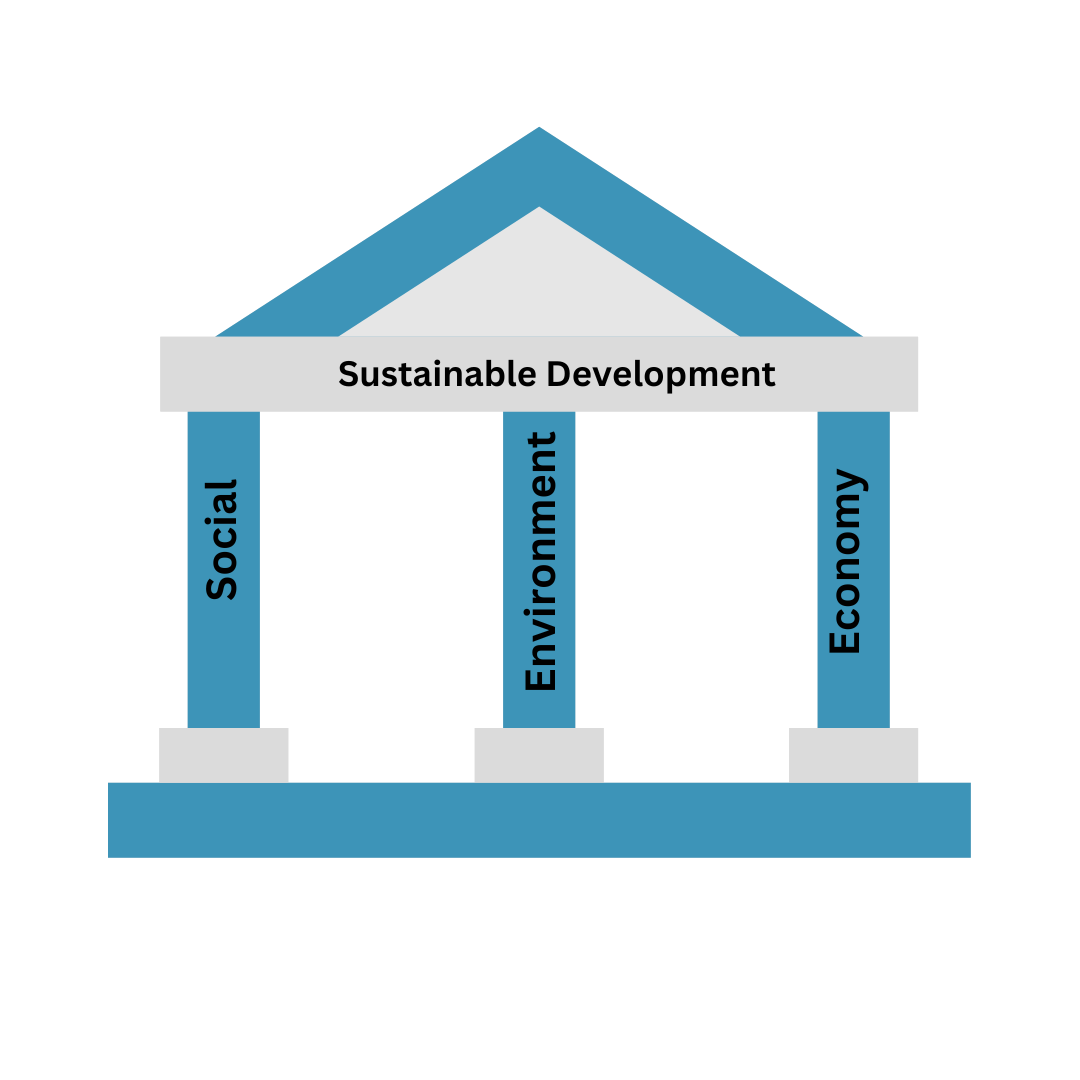 Sustainable Development
Social
Environment
Economy